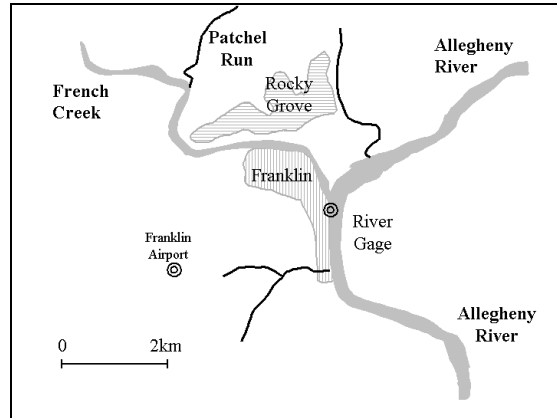 Patchel
Run
Allegheny
River
French
Creek
Rocky
Grove
Franklin
River
Gage
Franklin
Airport
Allegheny
River
0 2km